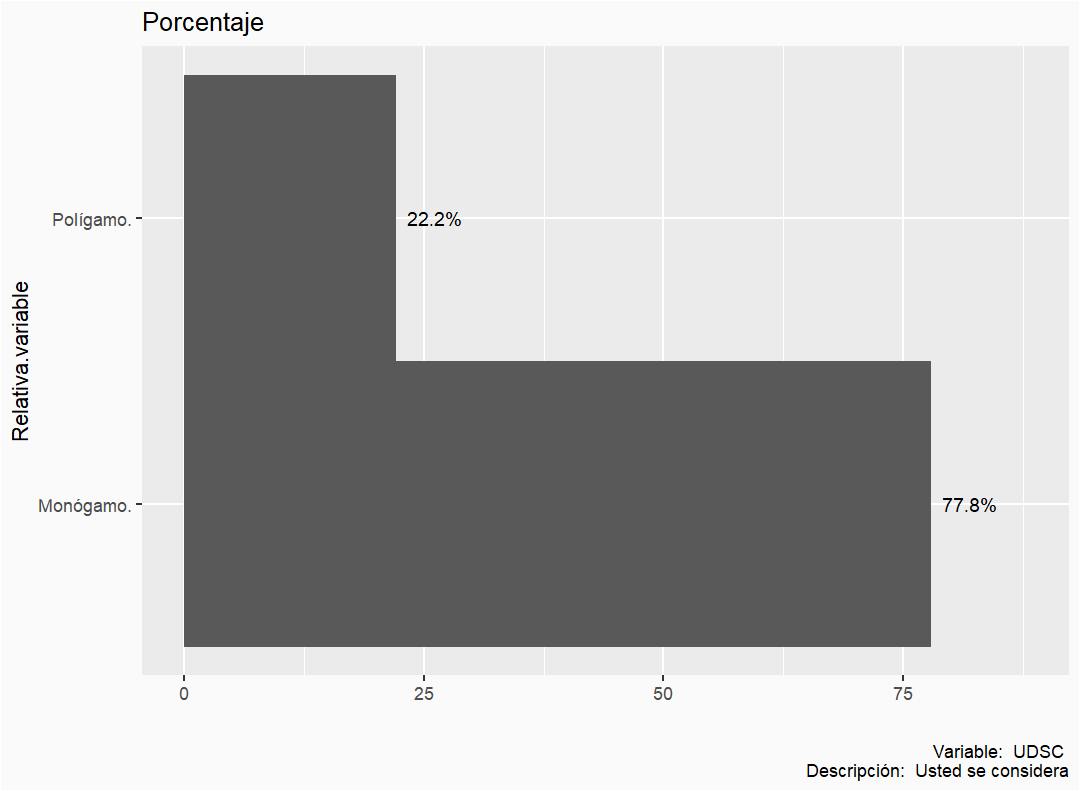 Porcentaje
Polígamo.
22.2%
Relativa.variable
Monógamo.
77.8%
0
25
50
75
Variable:  UDSC
Descripción:  Usted se considera